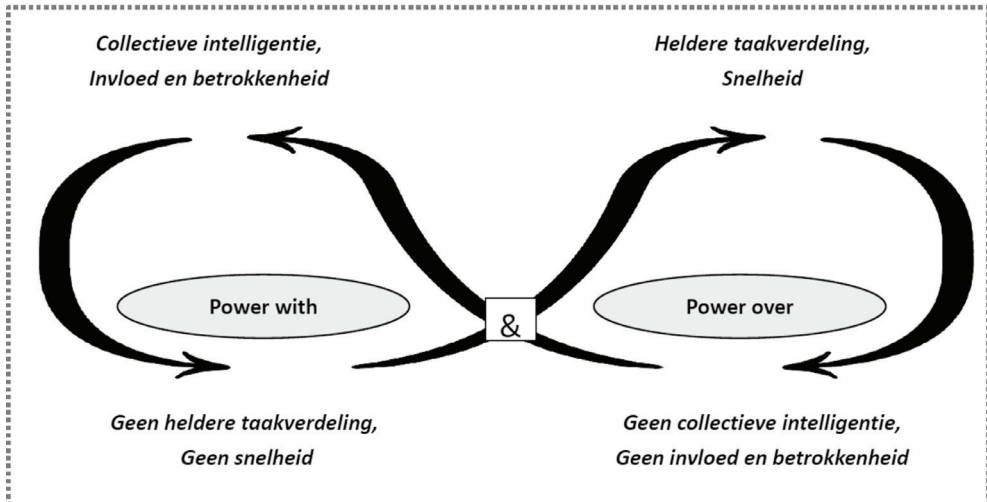 Collectieve intelligentie,
Invloed en betrokkenheid
Heldere taakverdeling,
Snelheid
Power with
&
Power over
Geen heldere taakverdeling,
Geen snelheid
Geen collectieve intelligentie,
Geen invloed en betrokkenheid